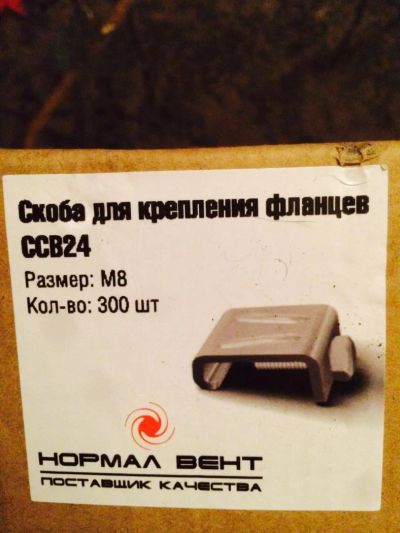 Скоба для крепления фланцев
ССВ24
Размер: М8
Кол-во: 300 шт
НОРМАЛ ВЕНТ
ПОСТАВЩИК КАЧЕСТВА